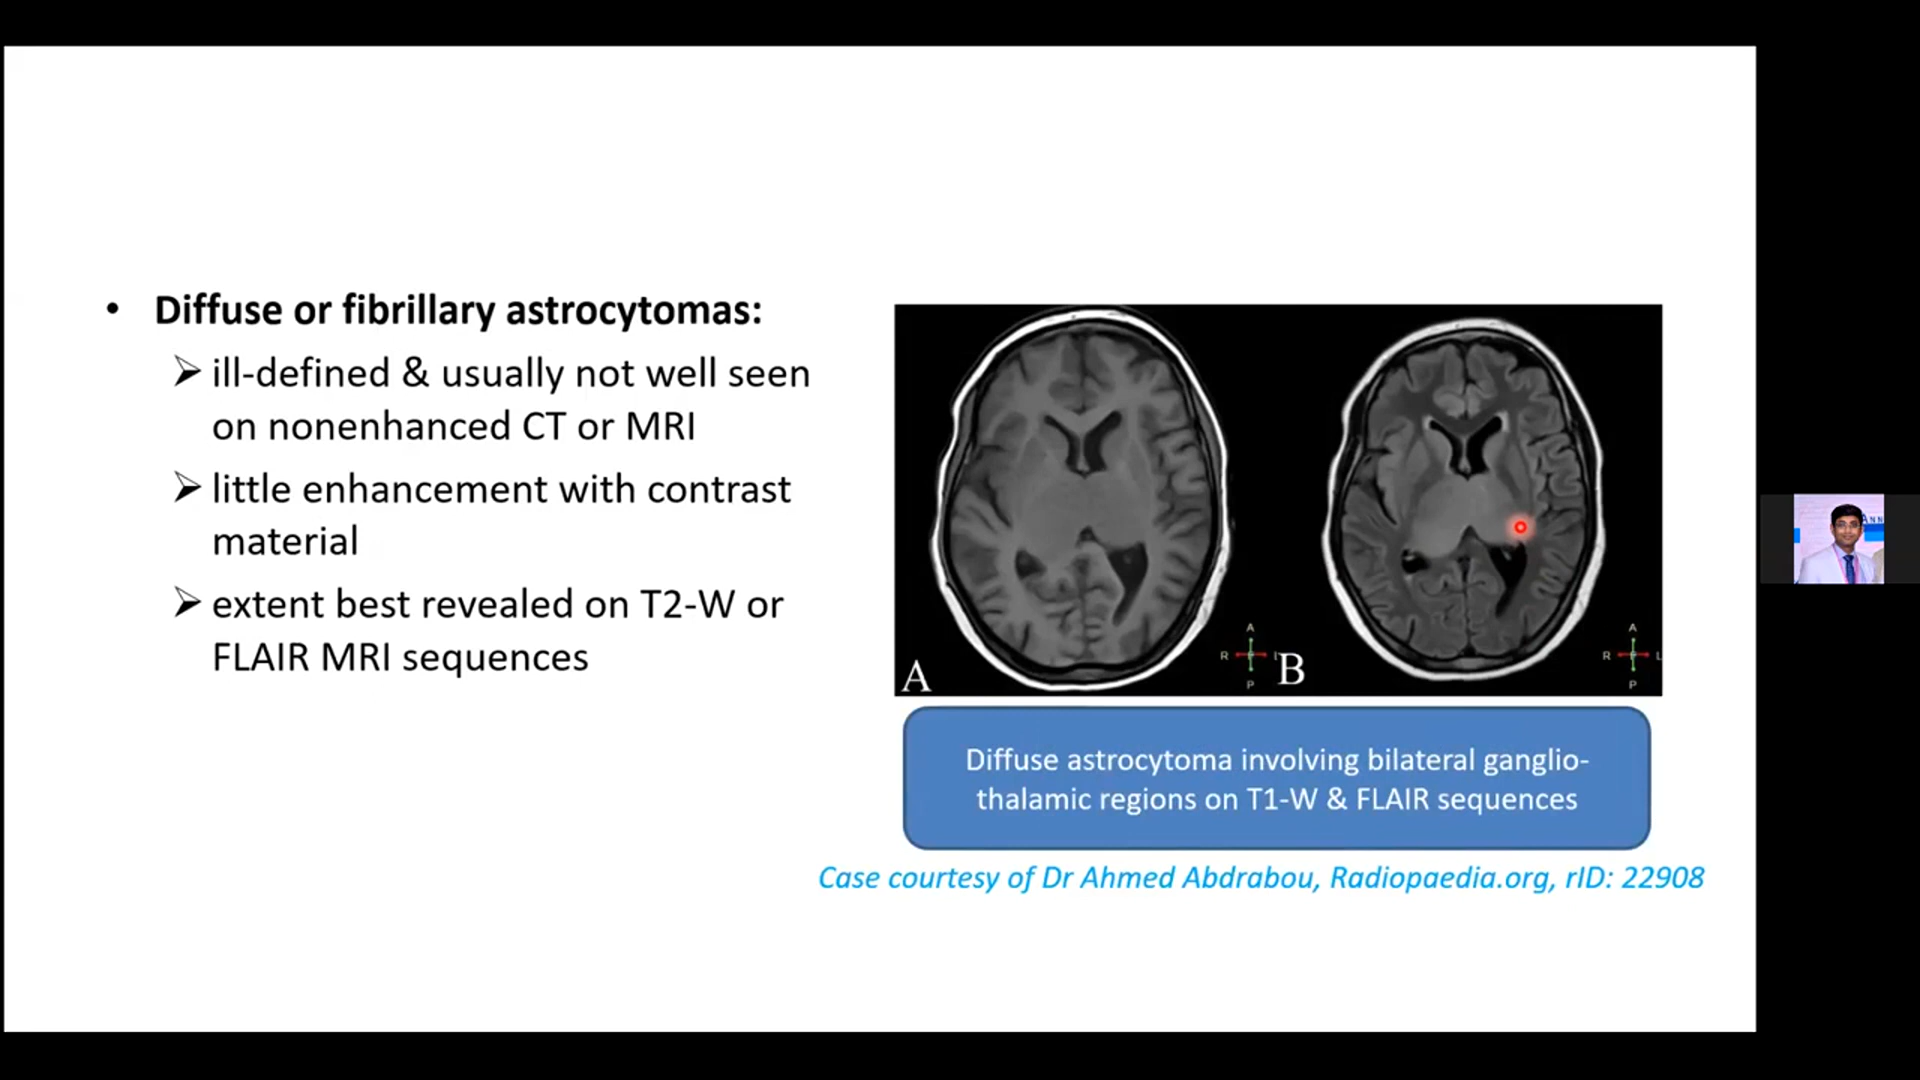 • Diffuse or fibrillary astrocytomas:
➢ ill-defined & usually not well seen
on nonenhanced CT or MRI
➢ little enhancement with contrast
material
➢ extent best revealed on T2-W or
FLAIR MRI sequences
A
R
P
A
B
A
R
L
P
Diffuse astrocytoma involving bilateral ganglio-
thalamic regions on T1-W & FLAIR sequences
Case courtesy of Dr Ahmed Abdrabou, Radiopaedia.org, rID: 22908